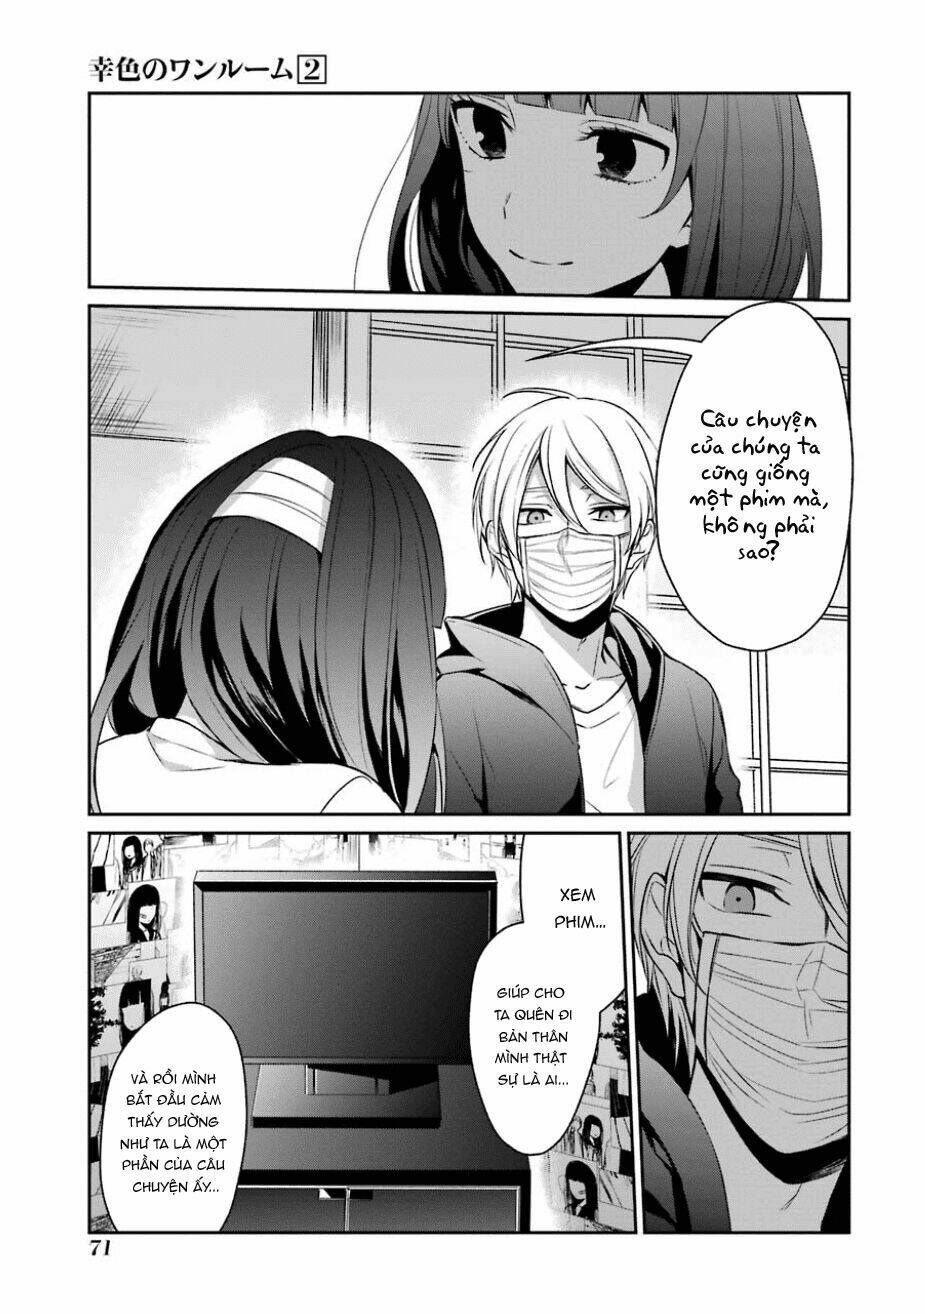 幸色のワンルーム2
Câu chuyện
của chúng ta
cũng giống
một phim mà,
không phải
sao?
XEM
PHIM...
GIÚP CHO
TA QUÊN ĐI
BẢN THÂN
MÌNH THẬT
SỰ LÀ AI...
VÀ RỒI MÌNH
BẮT ĐẦU CẢM
THẤY DƯỜNG
NHƯ TA LÀ MỘT
PHẦN CỦA CÂU
CHUYỆN ẤY...
71